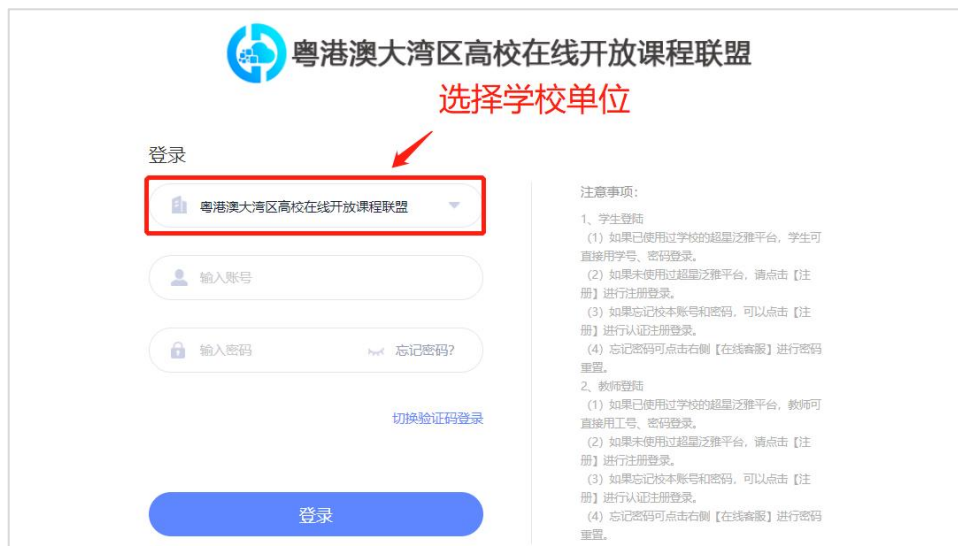 粤港澳大湾区高校在线开放课程联盟
选择学校单位
登录
粤港澳大湾区高校在线开放课程联盟
输入账号
输入密码
忘记密码?
切换验证码登录
登录
注意事项：
1、学生登陆
（1）如果已使用过学校的超星泛雅平台，学生可
直接用学号、密码登录。
（2）如果未使用过超星泛雅平台，请点击【注
册】进行注册登录。
（3）如果忘记校本账号和密码，可以点击【注
册】进行认证注册登录。
（4）忘记密码可点击右侧【在线客服】进行密码
重置。
2、教师登陆
（1）如果已使用过学校的超星泛雅平台，教师可
直接用工号、密码登录。
（2）如果未使用过超星泛雅平台，请点击【注
册】进行注册登录。
（3）如果忘记校本账号和密码，可以点击【注
册】进行认证注册登录。
（4）忘记密码可点击右侧【在线客服】进行密码
重置。